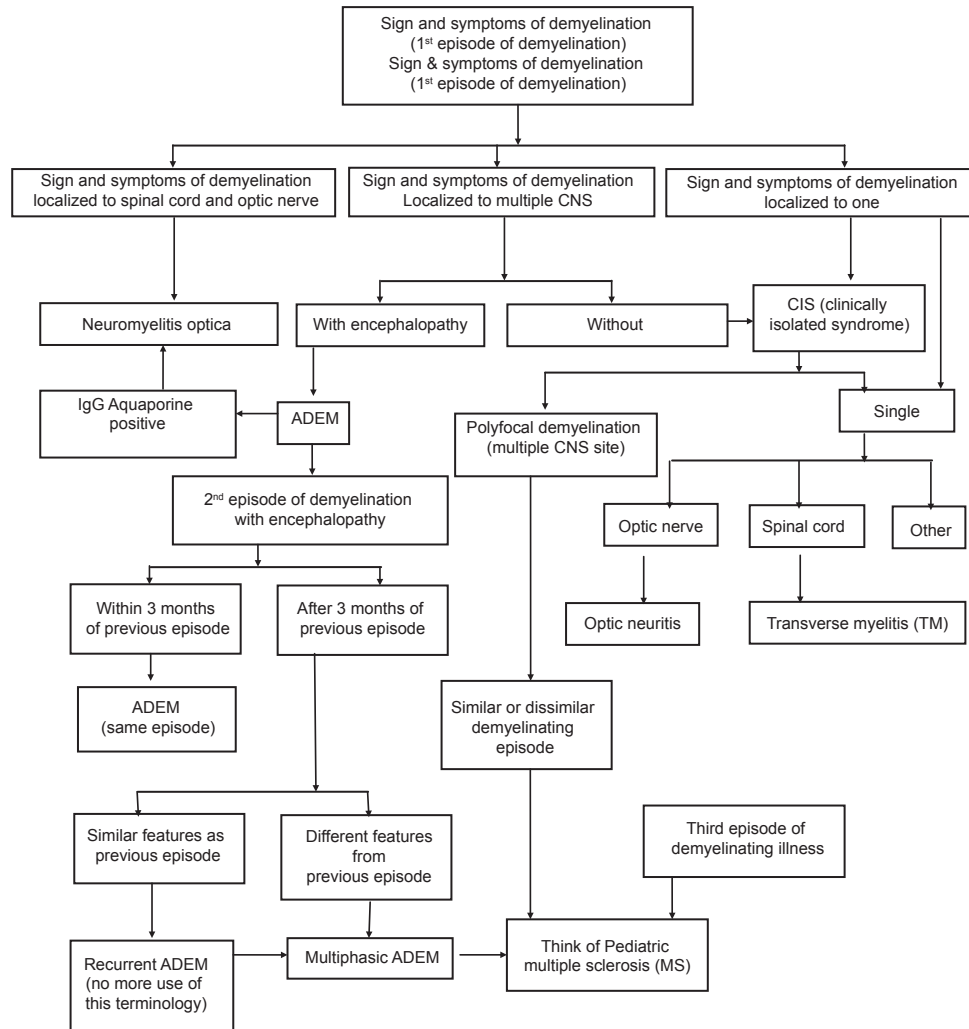 Sign and symptoms of demyelination
(1st episode of demyelination)
Sign & symptoms of demyelination
(1st episode of demyelination)
Sign and symptoms of demyelination
localized to spinal cord and optic nerve
Sign and symptoms of demyelination
Localized to multiple CNS
Sign and symptoms of demyelination
localized to one
Neuromyelitis optica
With encephalopathy
Without
CIS (clinically
isolated syndrome)
IgG Aquaporine
positive
ADEM
Polyfocal demyelination
(multiple CNS site)
Single
2nd episode of demyelination
with encephalopathy
Optic nerve
Spinal cord
Other
Within 3 months
of previous episode
After 3 months of
previous episode
Optic neuritis
Transverse myelitis (TM)
ADEM
(same episode)
Similar or dissimilar
demyelinating
episode
Similar features as
previous episode
Different features
from
previous episode
Third episode of
demyelinating illness
Recurrent ADEM
(no more use of
this terminology)
Multiphasic ADEM
Think of Pediatric
multiple sclerosis (MS)